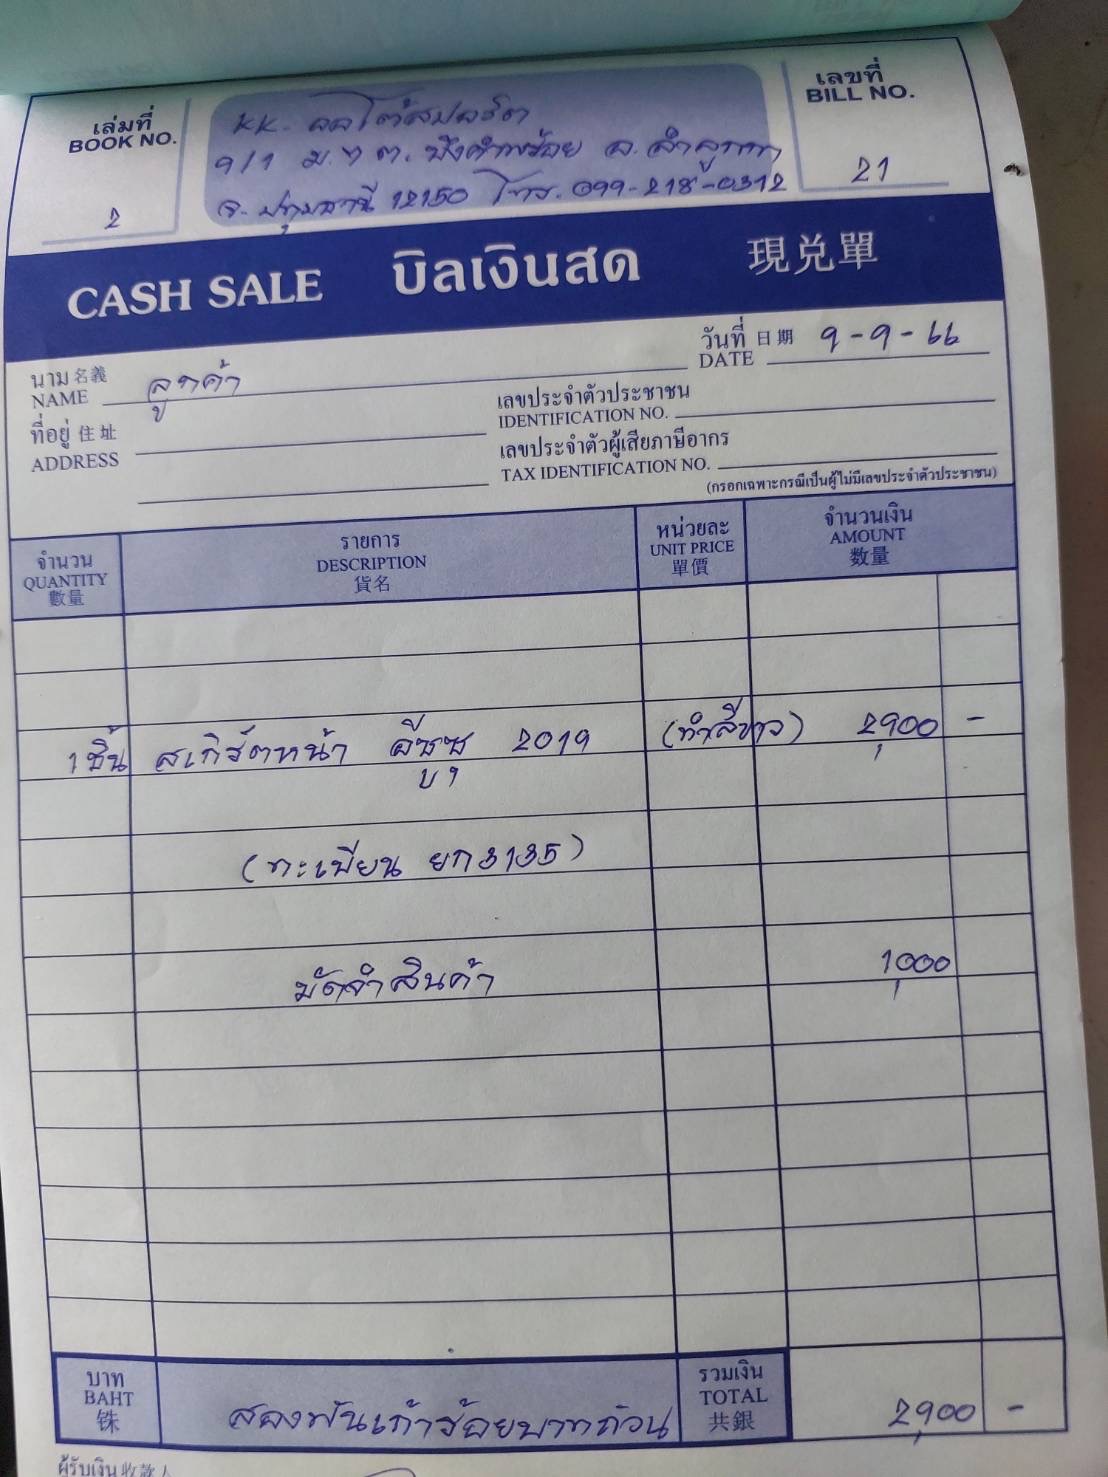 เล่มที่
BOOK NO.
2
KK. ออโต้สปอร์ต
9/1 ม.7 ต. บึงคำพร้อย อ. ลำลูกกา
จ. ปทุมธานี 12150 โทร. 099-218-0312
เลขที่
BILL NO.
21
CASH SALE บิลเงินสด 現兌單
วันที่ 日期 9-9-66
DATE
นาม 名義 ลูกค้า
NAME
เลขประจำตัวประชาชน
IDENTIFICATION NO.
ที่อยู่ 住址
ADDRESS
เลขประจำตัวผู้เสียภาษีอากร
TAX IDENTIFICATION NO.
(กรอกเฉพาะกรณีเป็นผู้ไม่มีเลขประจำตัวประชาชน)
จำนวน
QUANTITY
數量
รายการ
DESCRIPTION
貨名
หน่วยละ
UNIT PRICE
單價
จำนวนเงิน
AMOUNT
数量
1 ชิ้น สเกิร์ตหน้า อีซูซุ 2019 (ทำสีขาว) 2,900 -
(ทะเบียน ยก3135)
มัดจำสินค้า 1,000
บาท
BAHT
铢
สองพันเก้าร้อยบาทถ้วน
รวมเงิน
TOTAL
共銀
2,900 -
ผู้รับเงิน 收款人